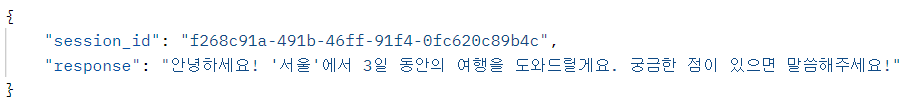 {
"session_id": "f268c91a-491b-46ff-91f4-0fc620c89b4c",
"response": "안녕하세요! '서울'에서 3일 동안의 여행을 도와드릴게요. 궁금한 점이 있으면 말씀해주세요!"
}